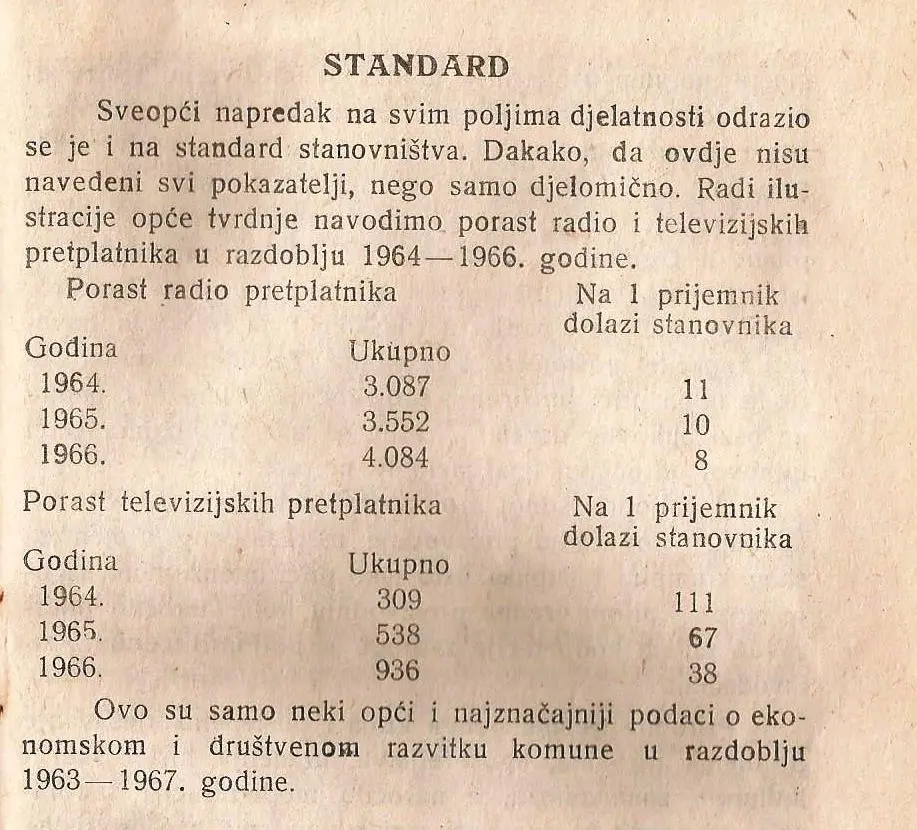 STANDARD
Sveopći napredak na svim poljima djelatnosti odrazio
se je i na standard stanovništva. Dakako, da ovdje nisu
navedeni svi pokazatelji, nego samo djelomično. Radi ilu-
stracije opće tvrdnje navodimo porast radio i televizijskih
pretplatnika u razdoblju 1964—1966. godine.
Porast radio pretplatnika Na 1 prijemnik
dolazi stanovnika
Godina Ukupno
1964. 3.087 11
1965. 3.552 10
1966. 4.084 8
Porast televizijskih pretplatnika Na 1 prijemnik
dolazi stanovnika
Godina Ukupno
1964. 309 111
1965. 538 67
1966. 936 38
Ovo su samo neki opći i najznačajniji podaci o eko-
nomskom i društvenom razvitku komune u razdoblju
1963—1967. godine.